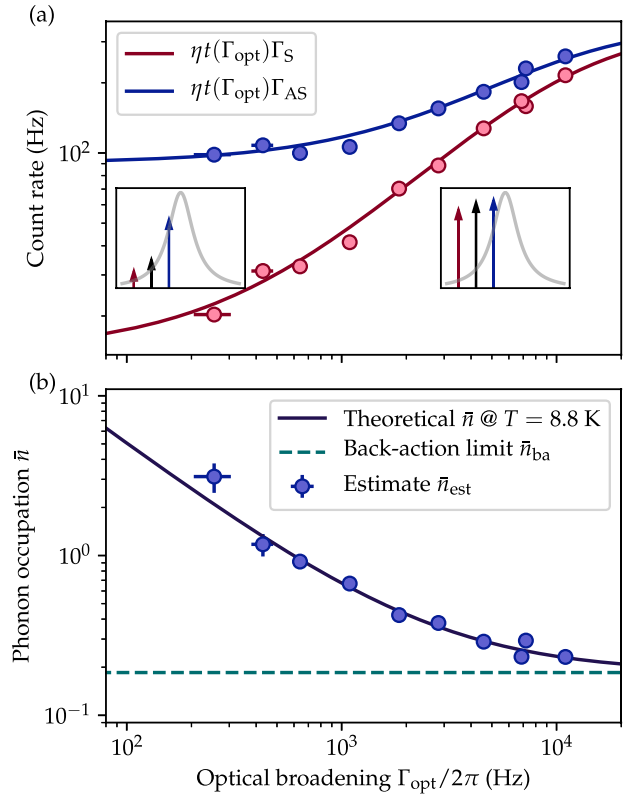 (a)
ηt(Γopt)ΓS
ηt(Γopt)ΓAS
Count rate (Hz)
10²
(b)
10¹
10⁰
10⁻¹
Phonon occupation n̄
Theoretical n̄ @ T = 8.8 K
Back-action limit n̄ba
Estimate n̄est
10² 10³ 10⁴
Optical broadening Γopt/2π (Hz)